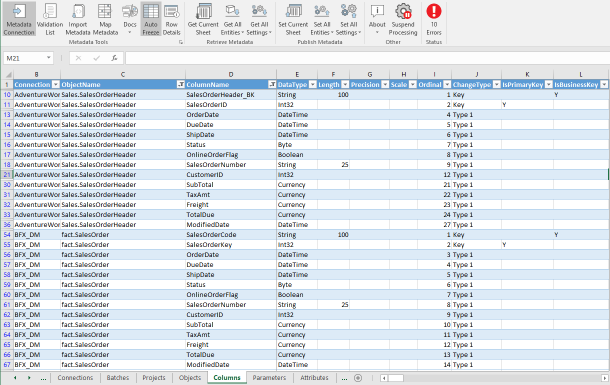 Metadata Connection Validation List Import Metadata Map Metadata Docs Auto Freeze Row Details Get Current Sheet Get All Entities Get All Settings Set Current Sheet Set All Entities Set All Settings About Suspend Processing 10 Errors
Metadata Tools Retrieve Metadata Publish Metadata Other Status
M21 fx
B C D E F G H I J K L
1 Connection ObjectName ColumnName DataType Length Precision Scale Ordinal ChangeType IsPrimaryKey IsBusinessKey
10 AdventureWor Sales.SalesOrderHeader SalesOrderHeader_BK String 100 1 Key Y
11 AdventureWor Sales.SalesOrderHeader SalesOrderID Int32 2 Key Y
13 AdventureWor Sales.SalesOrderHeader OrderDate DateTime 4 Type 1
14 AdventureWor Sales.SalesOrderHeader DueDate DateTime 5 Type 1
15 AdventureWor Sales.SalesOrderHeader ShipDate DateTime 6 Type 1
16 AdventureWor Sales.SalesOrderHeader Status Byte 7 Type 1
17 AdventureWor Sales.SalesOrderHeader OnlineOrderFlag Boolean 8 Type 1
18 AdventureWor Sales.SalesOrderHeader SalesOrderNumber String 25 9 Type 1
21 AdventureWor Sales.SalesOrderHeader CustomerID Int32 12 Type 1
30 AdventureWor Sales.SalesOrderHeader SubTotal Currency 21 Type 1
31 AdventureWor Sales.SalesOrderHeader TaxAmt Currency 22 Type 1
32 AdventureWor Sales.SalesOrderHeader Freight Currency 23 Type 1
33 AdventureWor Sales.SalesOrderHeader TotalDue Currency 24 Type 1
36 AdventureWor Sales.SalesOrderHeader ModifiedDate DateTime 27 Type 1
54 BFX_DM fact.SalesOrder SalesOrderCode String 100 1 Key Y
55 BFX_DM fact.SalesOrder SalesOrderKey Int32 2 Key Y
56 BFX_DM fact.SalesOrder OrderDate DateTime 3 Type 1
57 BFX_DM fact.SalesOrder DueDate DateTime 4 Type 1
58 BFX_DM fact.SalesOrder ShipDate DateTime 5 Type 1
59 BFX_DM fact.SalesOrder Status Byte 6 Type 1
60 BFX_DM fact.SalesOrder OnlineOrderFlag Boolean 7 Type 1
61 BFX_DM fact.SalesOrder SalesOrderNumber String 25 8 Type 1
62 BFX_DM fact.SalesOrder CustomerID Int32 9 Type 1
63 BFX_DM fact.SalesOrder SubTotal Currency 10 Type 1
64 BFX_DM fact.SalesOrder TaxAmt Currency 11 Type 1
65 BFX_DM fact.SalesOrder Freight Currency 12 Type 1
66 BFX_DM fact.SalesOrder TotalDue Currency 13 Type 1
67 BFX_DM fact.SalesOrder ModifiedDate DateTime 14 Type 1
... Connections Batches Projects Objects Columns Parameters Attributes ...